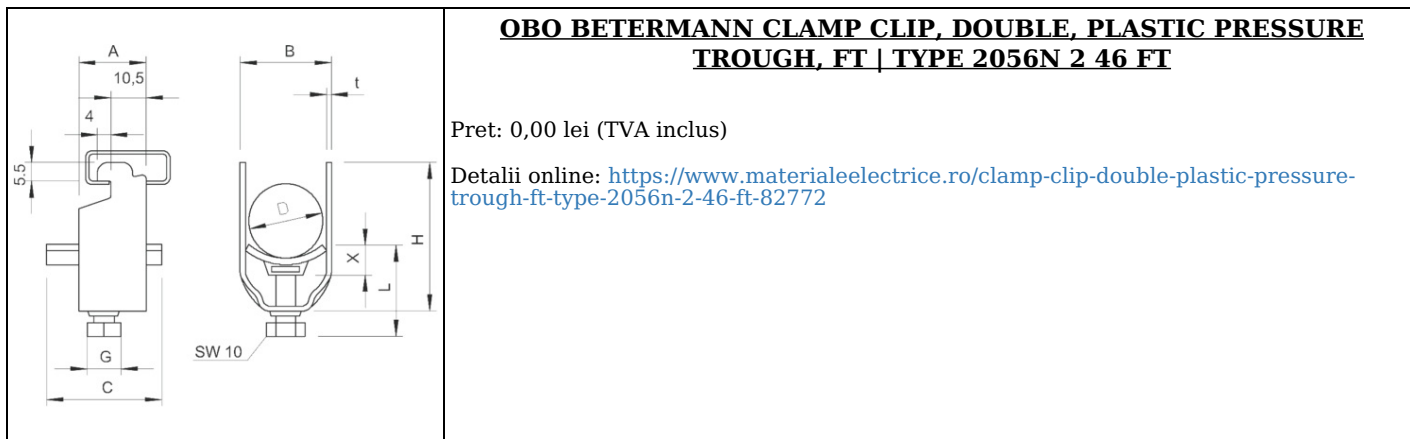 A
10,5
4
5.5
G
C
B
t
D
H
X
L
SW 10
OBO BETERMANN CLAMP CLIP, DOUBLE, PLASTIC PRESSURE
TROUGH, FT | TYPE 2056N 2 46 FT
Pret: 0,00 lei (TVA inclus)
Detalii online: https://www.materialeelectrice.ro/clamp-clip-double-plastic-pressure-
trough-ft-type-2056n-2-46-ft-82772